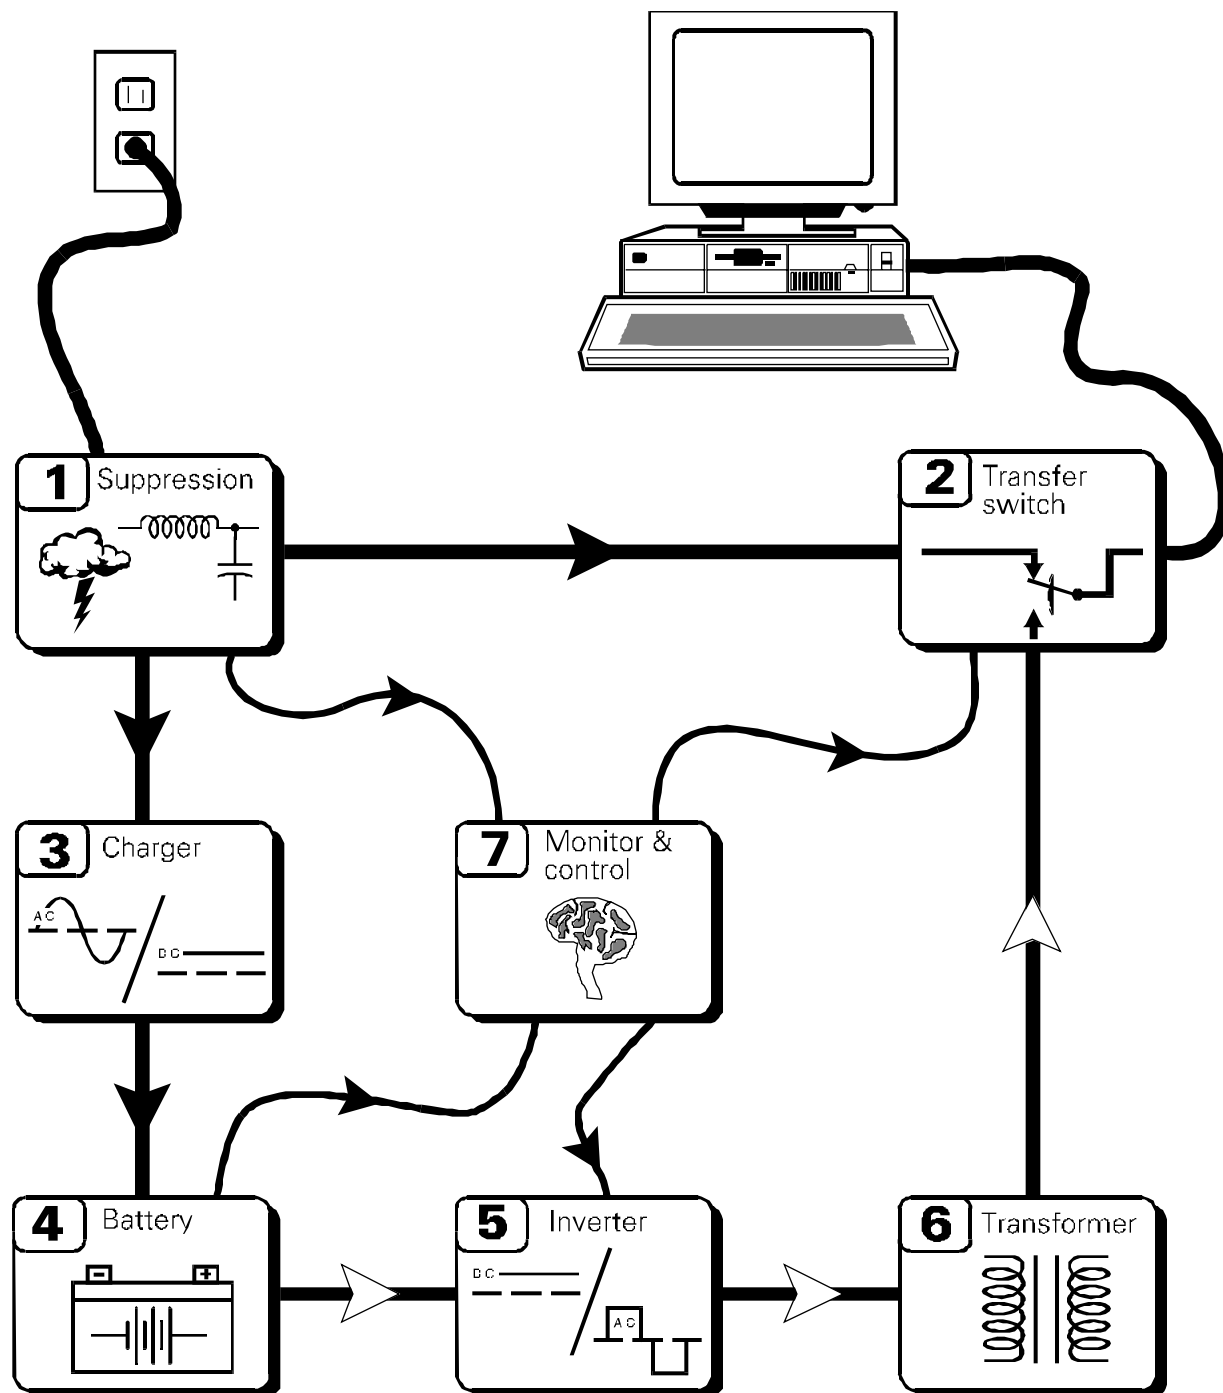 1 Suppression
2 Transfer
switch
3 Charger
AC
DC
7 Monitor &
control
4 Battery
- +
5 Inverter
DC
AC
6 Transformer